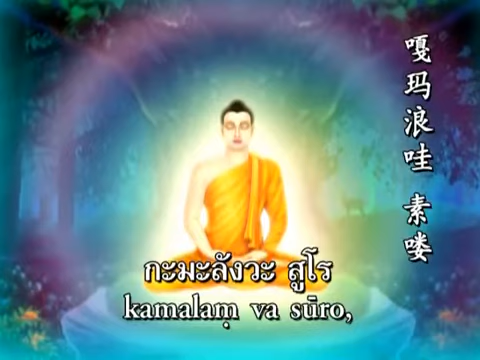 嘎玛浪哇 素喽
กะมะลังวะ สูโร
kamalaṃ va sūro,